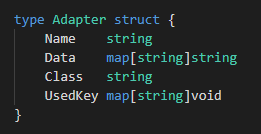 type Adapter struct {
    Name    string
    Data    map[string]string
    Class   string
    UsedKey map[string]void
}